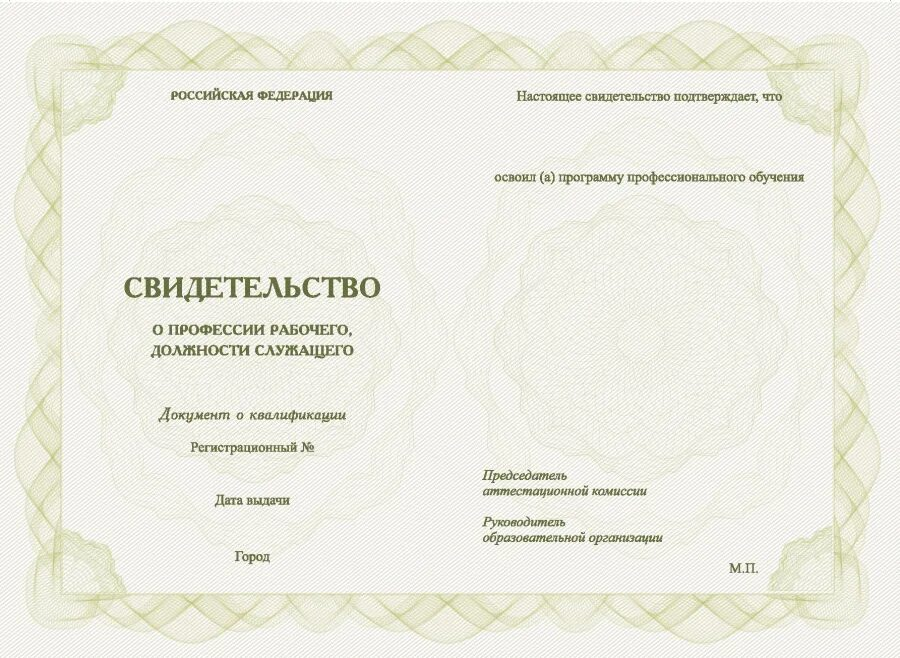 РОССИЙСКАЯ ФЕДЕРАЦИЯ
СВИДЕТЕЛЬСТВО
О ПРОФЕССИИ РАБОЧЕГО,
ДОЛЖНОСТИ СЛУЖАЩЕГО
Документ о квалификации
Регистрационный №
Дата выдачи
Город
Настоящее свидетельство подтверждает, что
освоил (а) программу профессионального обучения
Председатель
аттестационной комиссии
Руководитель
образовательной организации
М.П.